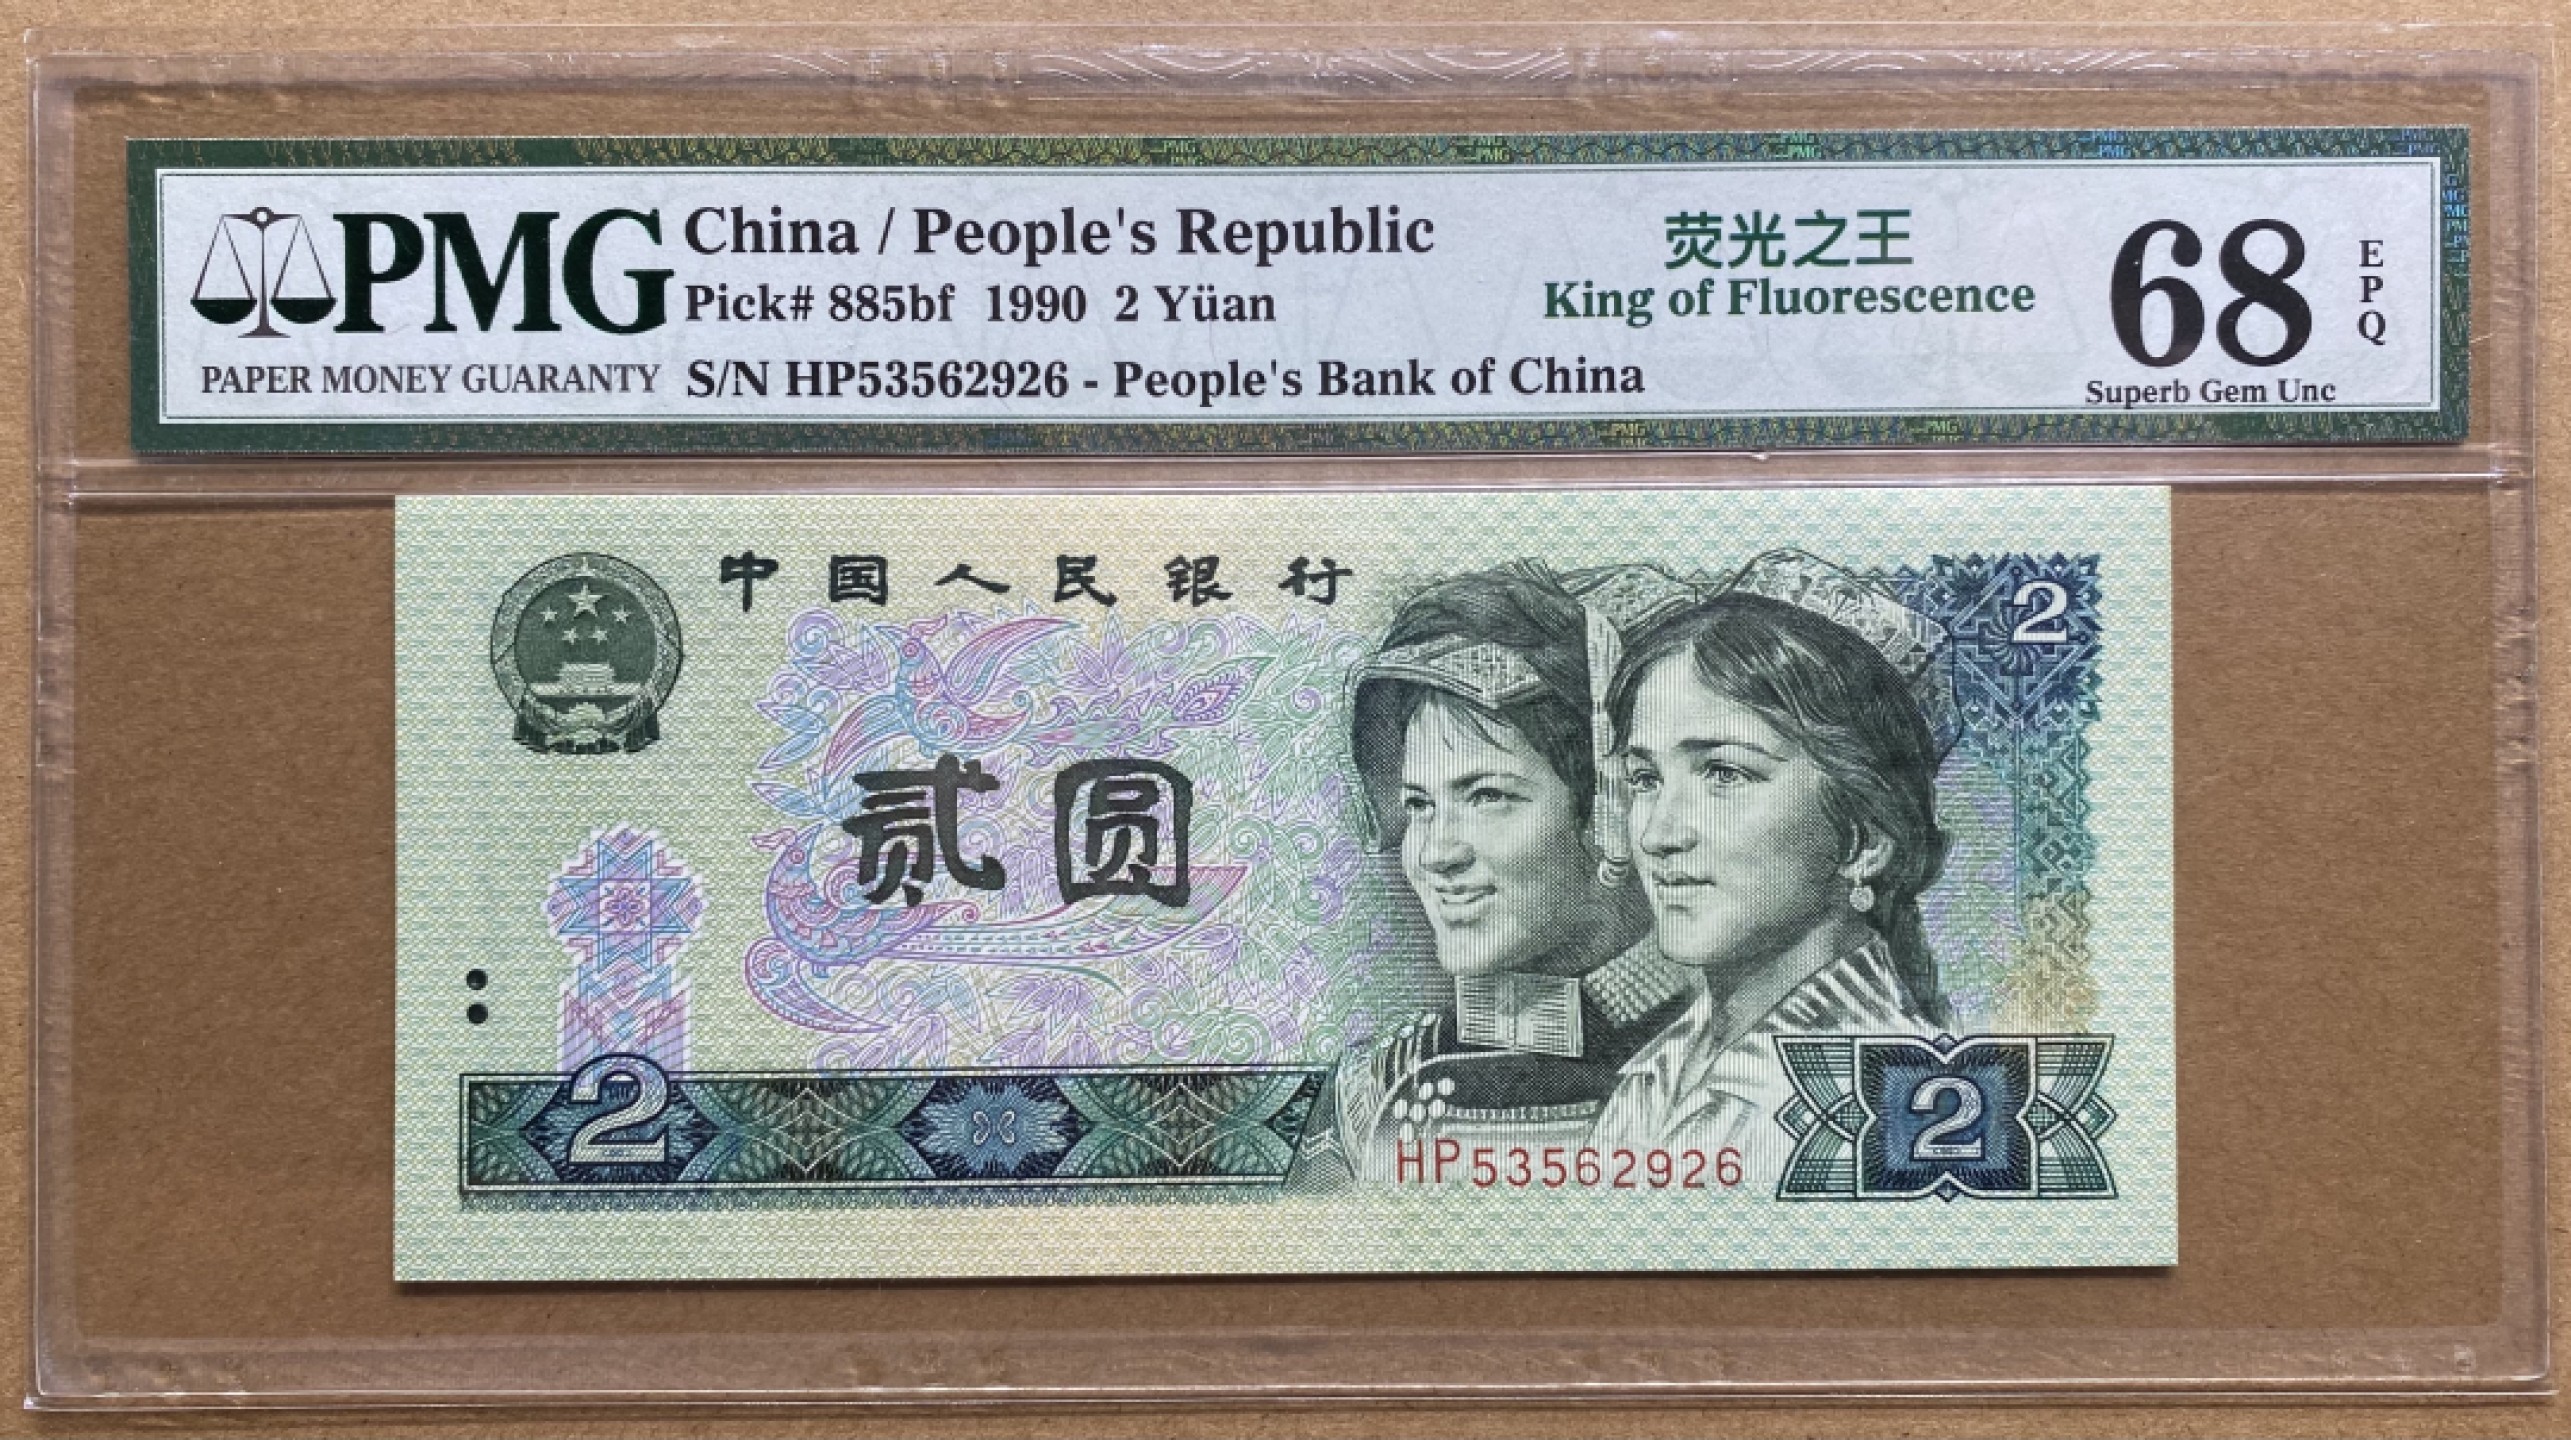 PMG
PAPER MONEY GUARANTY
China / People's Republic
Pick# 885bf 1990 2 Yüan
S/N HP53562926 - People's Bank of China
荧光之王
King of Fluorescence
68
EPQ
Superb Gem Unc
中国人民银行
2
贰圆
2
2
HP53562926